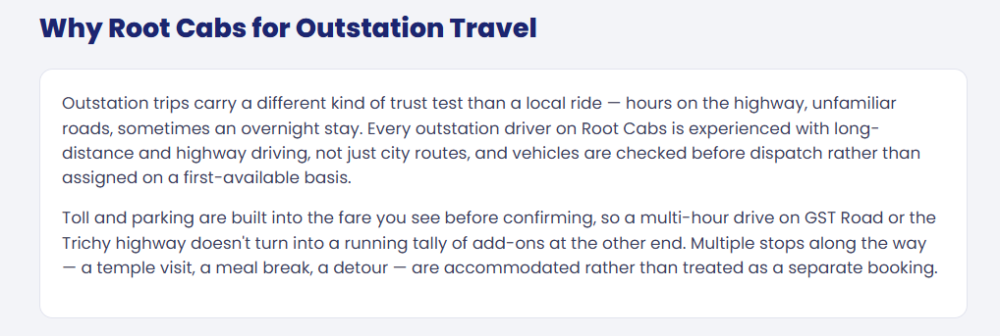 Why Root Cabs for Outstation Travel
Outstation trips carry a different kind of trust test than a local ride — hours on the highway, unfamiliar
roads, sometimes an overnight stay. Every outstation driver on Root Cabs is experienced with long-
distance and highway driving, not just city routes, and vehicles are checked before dispatch rather than
assigned on a first-available basis.
Toll and parking are built into the fare you see before confirming, so a multi-hour drive on GST Road or the
Trichy highway doesn't turn into a running tally of add-ons at the other end. Multiple stops along the way
— a temple visit, a meal break, a detour — are accommodated rather than treated as a separate booking.